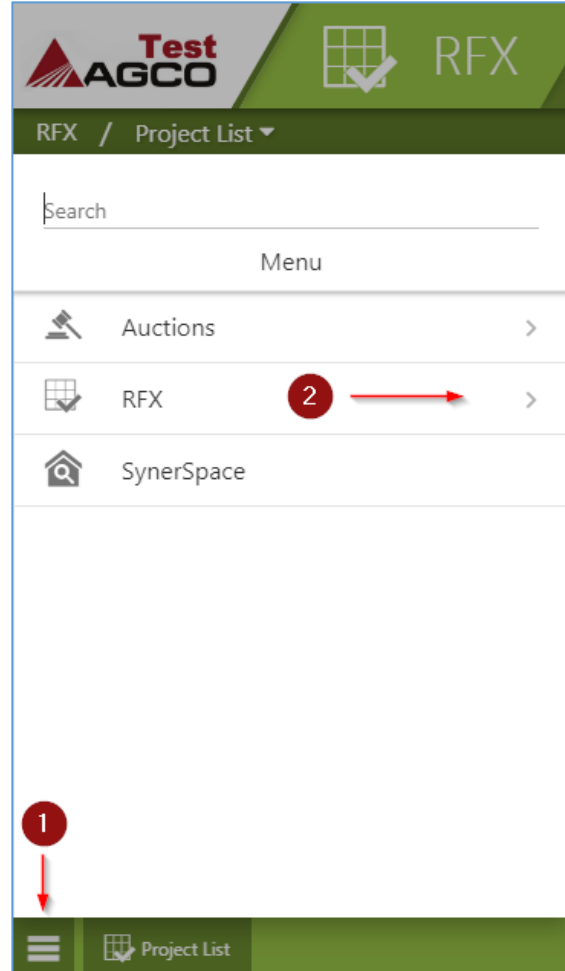 Test
AGCO
RFX
RFX / Project List
Search
Menu
Auctions
RFX
2
SynerSpace
1
Project List